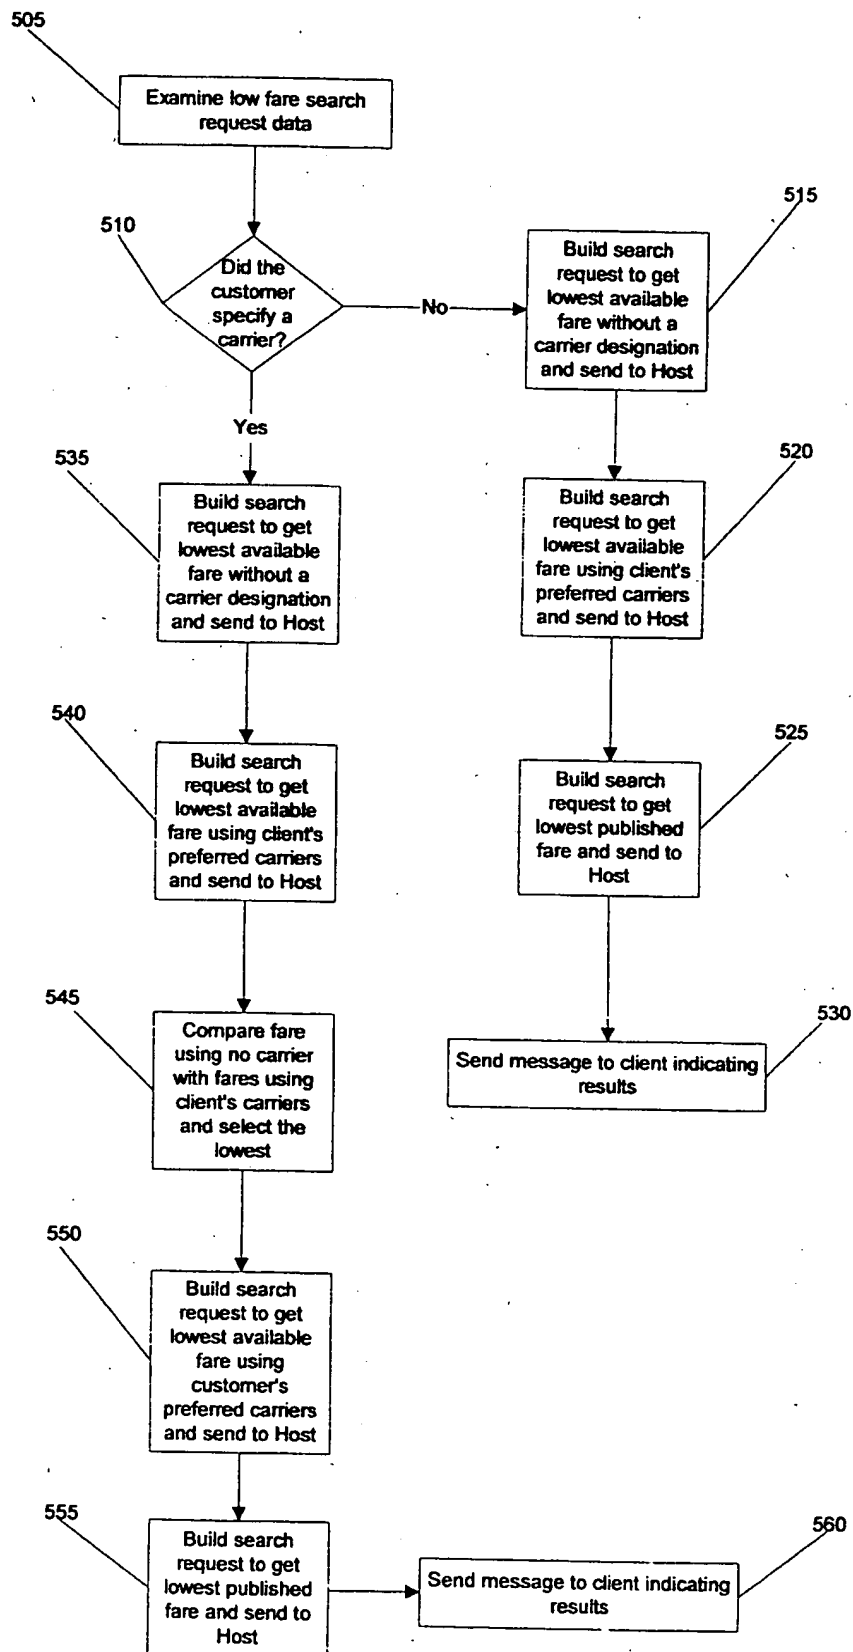 505
Examine low fare search
request data
510
Did the
customer
specify a
carrier?
No
515
Build search
request to get
lowest available
fare without a
carrier designation
and send to Host
520
Build search
request to get
lowest available
fare using client's
preferred carriers
and send to Host
525
Build search
request to get
lowest published
fare and send to
Host
530
Send message to client indicating
results
Yes
535
Build search
request to get
lowest available
fare without a
carrier designation
and send to Host
540
Build search
request to get
lowest available
fare using client's
preferred carriers
and send to Host
545
Compare fare
using no carrier
with fares using
client's carriers
and select the
lowest
550
Build search
request to get
lowest available
fare using
customer's
preferred carriers
and send to Host
555
Build search
request to get
lowest published
fare and send to
Host
560
Send message to client indicating
results